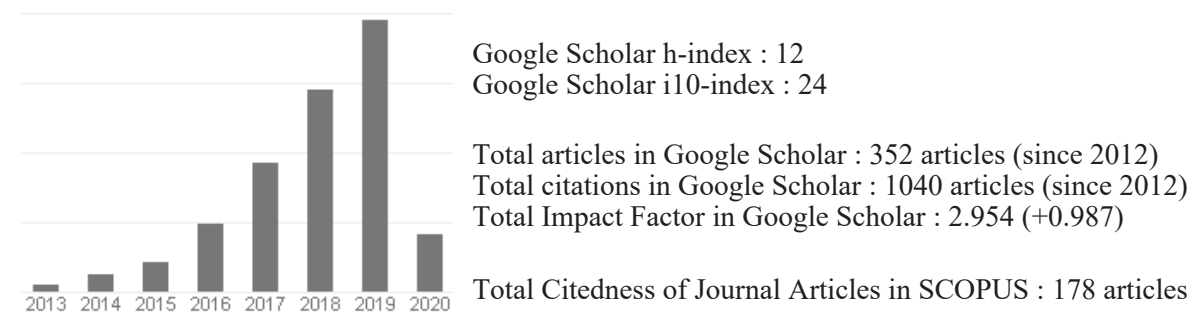 Google Scholar h-index : 12
Google Scholar i10-index : 24
Total articles in Google Scholar : 352 articles (since 2012)
Total citations in Google Scholar : 1040 articles (since 2012)
Total Impact Factor in Google Scholar : 2.954 (+0.987)
Total Citedness of Journal Articles in SCOPUS : 178 articles
2013 2014 2015 2016 2017 2018 2019 2020